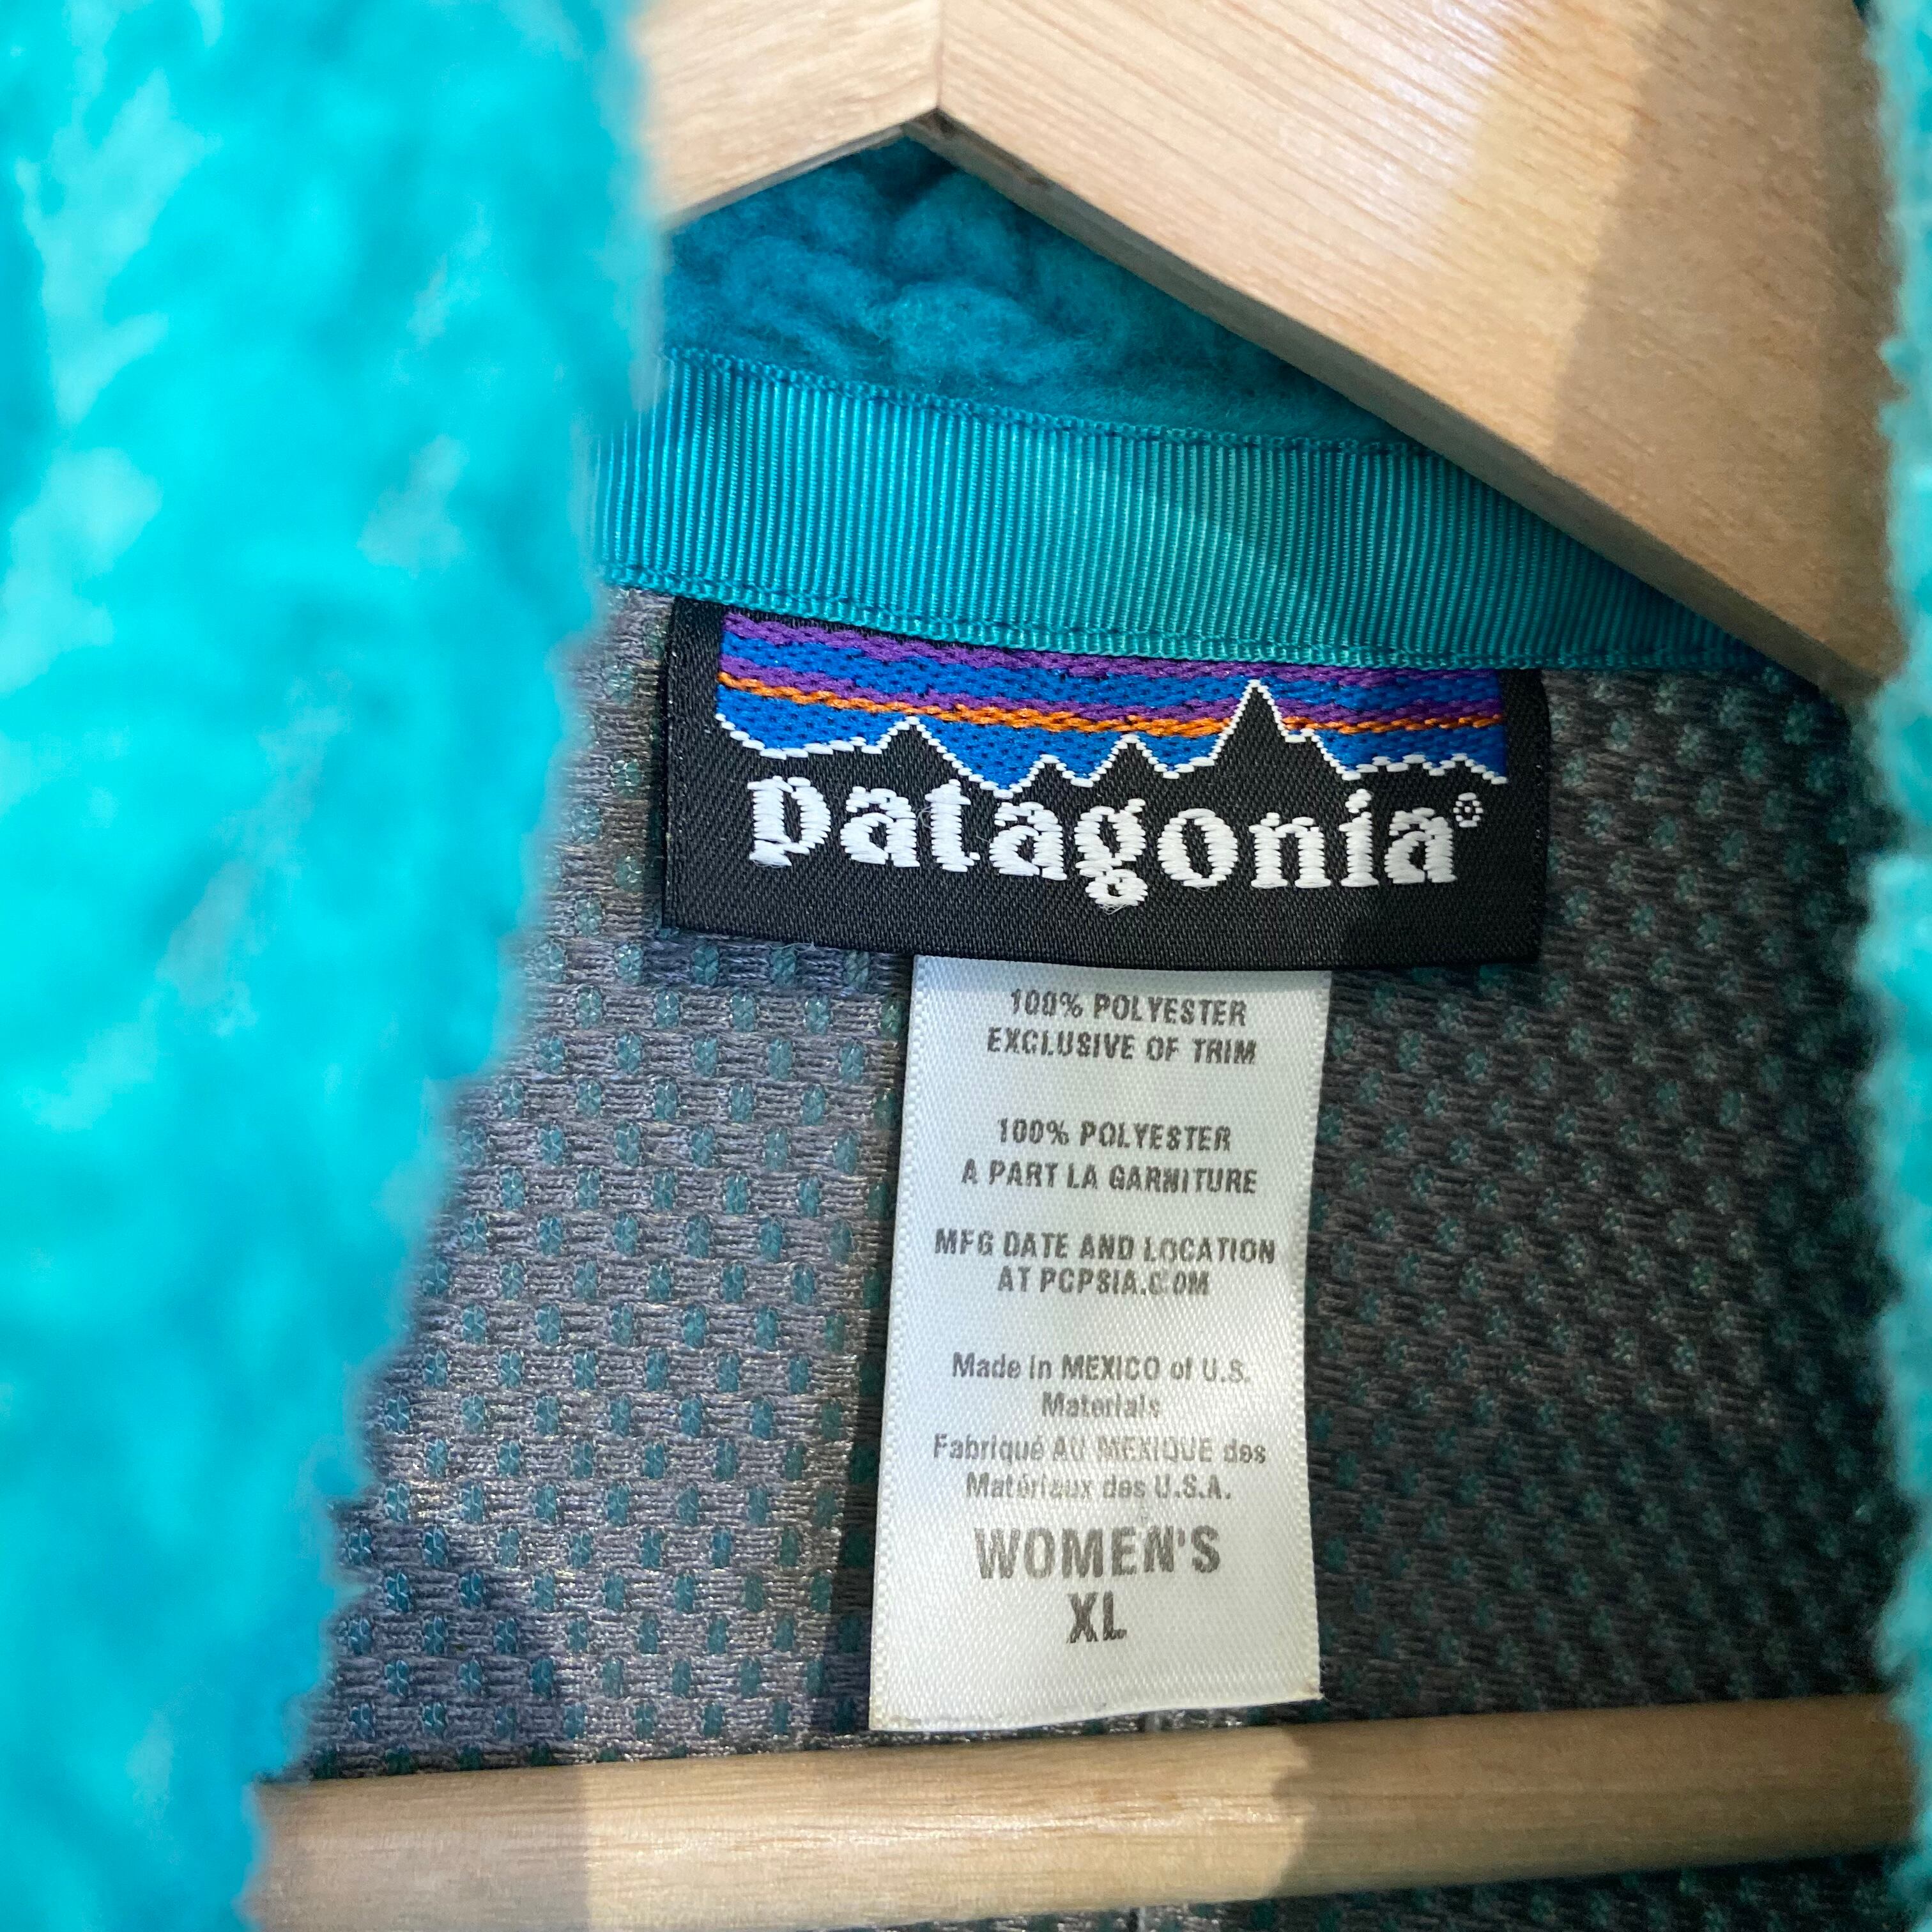 patagonia®
100% POLYESTER
EXCLUSIVE OF TRIM
100% POLYESTER
A PART LA GARNITURE
MFG DATE AND LOCATION
AT PCPSIA.COM
Made in MEXICO of U.S.
Materials
Fabriqué AU MEXIQUE des
Matériaux des U.S.A.
WOMEN'S
XL